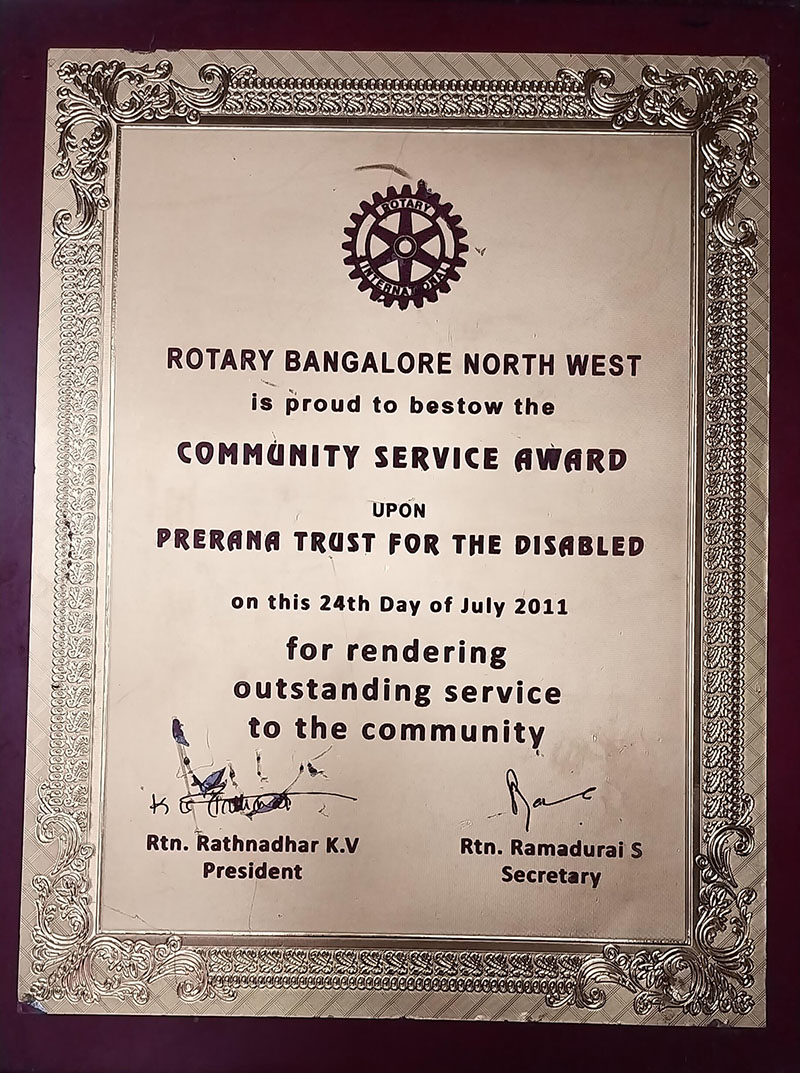 ROTARY
INTERNATIONAL
ROTARY BANGALORE NORTH WEST
is proud to bestow the
COMMUNITY SERVICE AWARD
UPON
PRERANA TRUST FOR THE DISABLED
on this 24th Day of July 2011
for rendering
outstanding service
to the community
Rtn. Rathnadhar K.V
President
Rtn. Ramadurai S
Secretary